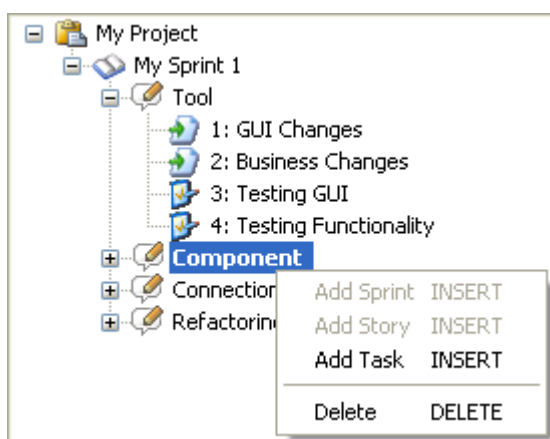 My Project
My Sprint 1
Tool
1: GUI Changes
2: Business Changes
3: Testing GUI
4: Testing Functionality
Component
Connection
Add Sprint INSERT
Add Story INSERT
Add Task INSERT
Delete DELETE